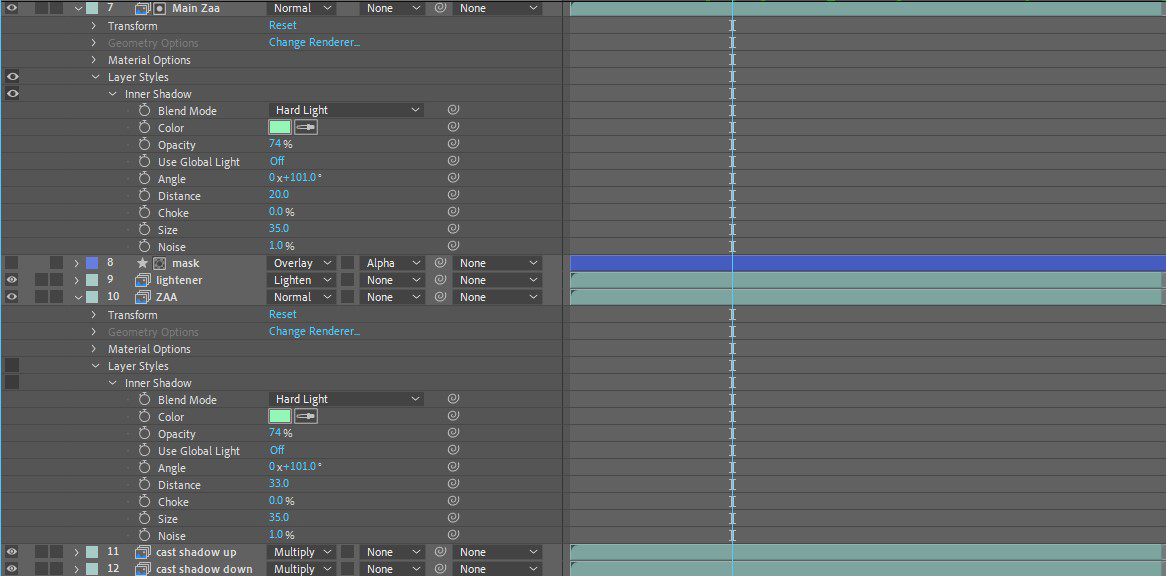 7 Main Zaa Normal None None
Transform Reset
Geometry Options Change Renderer...
Material Options
Layer Styles
Inner Shadow
Blend Mode Hard Light
Color
Opacity 74 %
Use Global Light Off
Angle 0 x+101.0 °
Distance 20.0
Choke 0.0 %
Size 35.0
Noise 1.0 %
8 mask Overlay Alpha None
9 lightener Lighten None None
10 ZAA Normal None None
Transform Reset
Geometry Options Change Renderer...
Material Options
Layer Styles
Inner Shadow
Blend Mode Hard Light
Color
Opacity 74 %
Use Global Light Off
Angle 0 x+101.0 °
Distance 33.0
Choke 0.0 %
Size 35.0
Noise 1.0 %
11 cast shadow up Multiply None None
12 cast shadow down Multiply None None